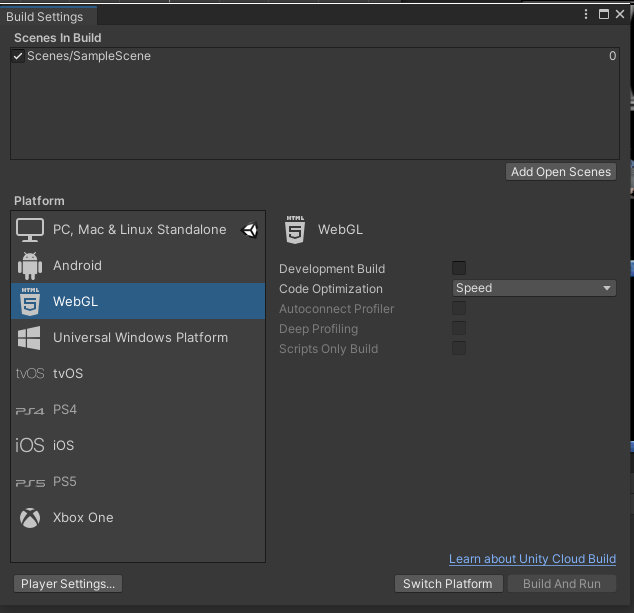 Build Settings
Scenes In Build
Scenes/SampleScene 0
Add Open Scenes
Platform
PC, Mac & Linux Standalone
Android
HTML
5
WebGL
Universal Windows Platform
tvOS tvOS
PS4 PS4
iOS iOS
PS5 PS5
Xbox One
HTML
5
WebGL
Development Build
Code Optimization Speed
Autoconnect Profiler
Deep Profiling
Scripts Only Build
Learn about Unity Cloud Build
Player Settings... Switch Platform Build And Run